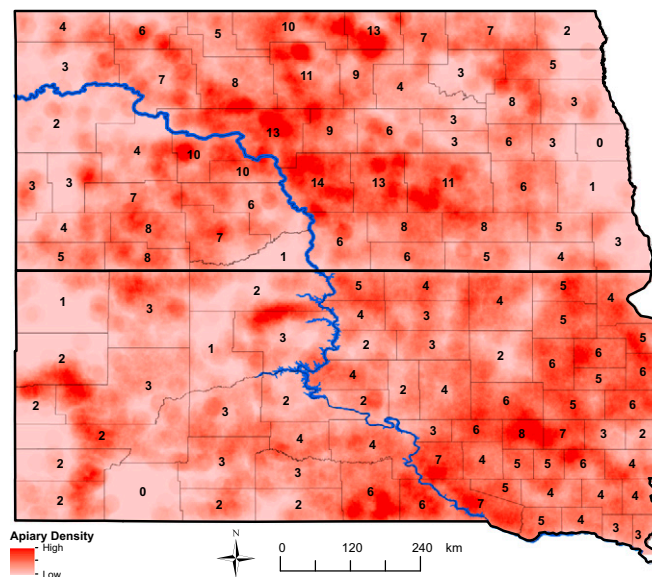 4 6 5 10 13 7 7 2
3 7 8 11 9 4 3 5
8 3
2 4 10 13 9 6 3 3 6 3 0
3 3 10 14 13 11 6 1
7 6
4 8 7 6 8 8 5 3
5 8 1 6 5 4
1 3 2 5 4 4 5 4
4 3 5
1 3 2 3 2 5
2 3 4 6 6 5 6
2 3 2 2 2 4 6 5 6
2 4 4 3 6 8 7 3 2
2 3 3 7 4 5 5 6 4
2 0 2 2 6 6 7 5 4 4 4
5 4 3 3
Apiary Density
High
Low
N
0 120 240 km